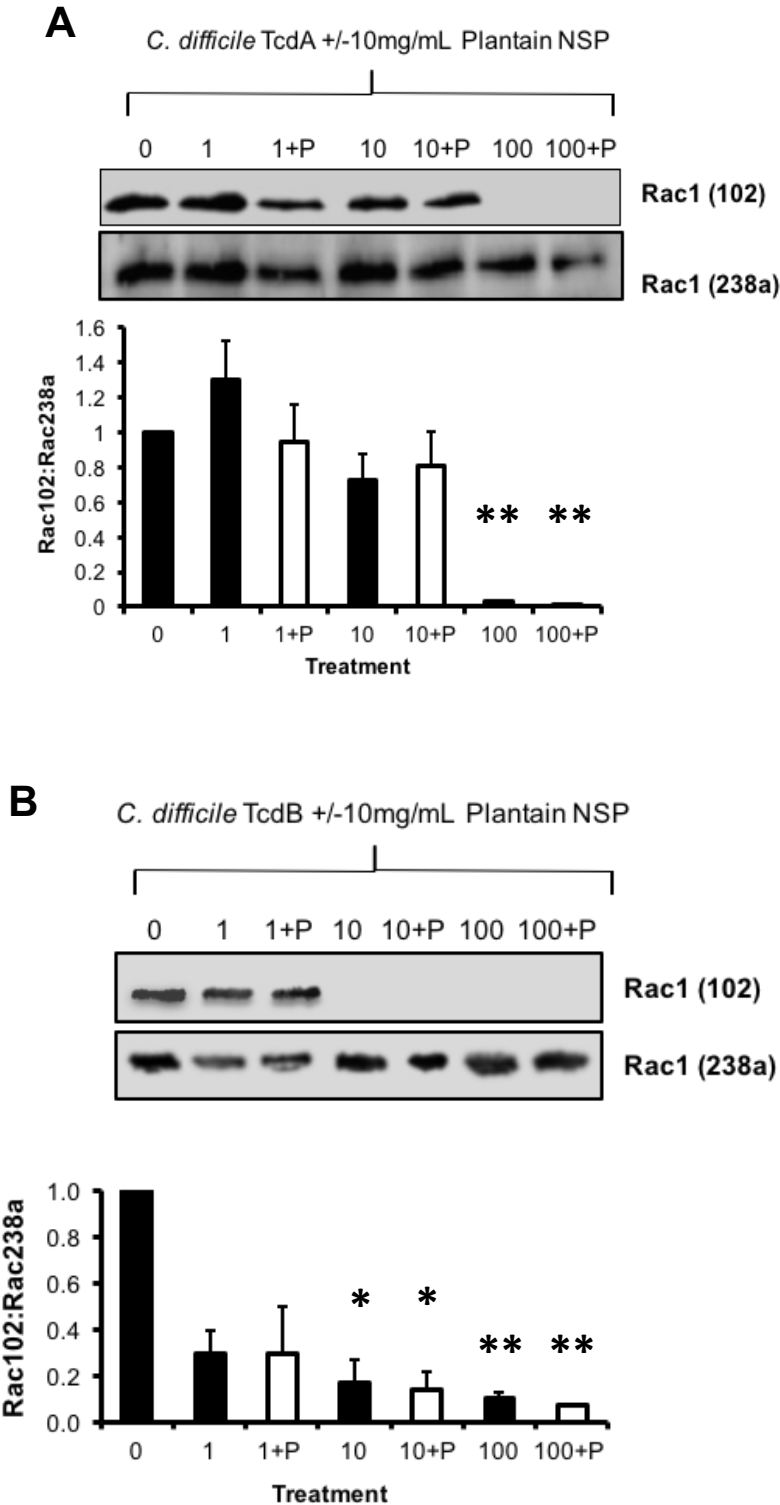 A
C. difficile TcdA +/-10mg/mL Plantain NSP
0 1 1+P 10 10+P 100 100+P
Rac1 (102)
Rac1 (238a)
Rac102:Rac238a
1.6
1.4
1.2
1
0.8
0.6
0.4
0.2
0
** **
0 1 1+P 10 10+P 100 100+P
Treatment
B
C. difficile TcdB +/-10mg/mL Plantain NSP
0 1 1+P 10 10+P 100 100+P
Rac1 (102)
Rac1 (238a)
Rac102:Rac238a
1.0
0.8
0.6
0.4
0.2
0.0
* * ** **
0 1 1+P 10 10+P 100 100+P
Treatment